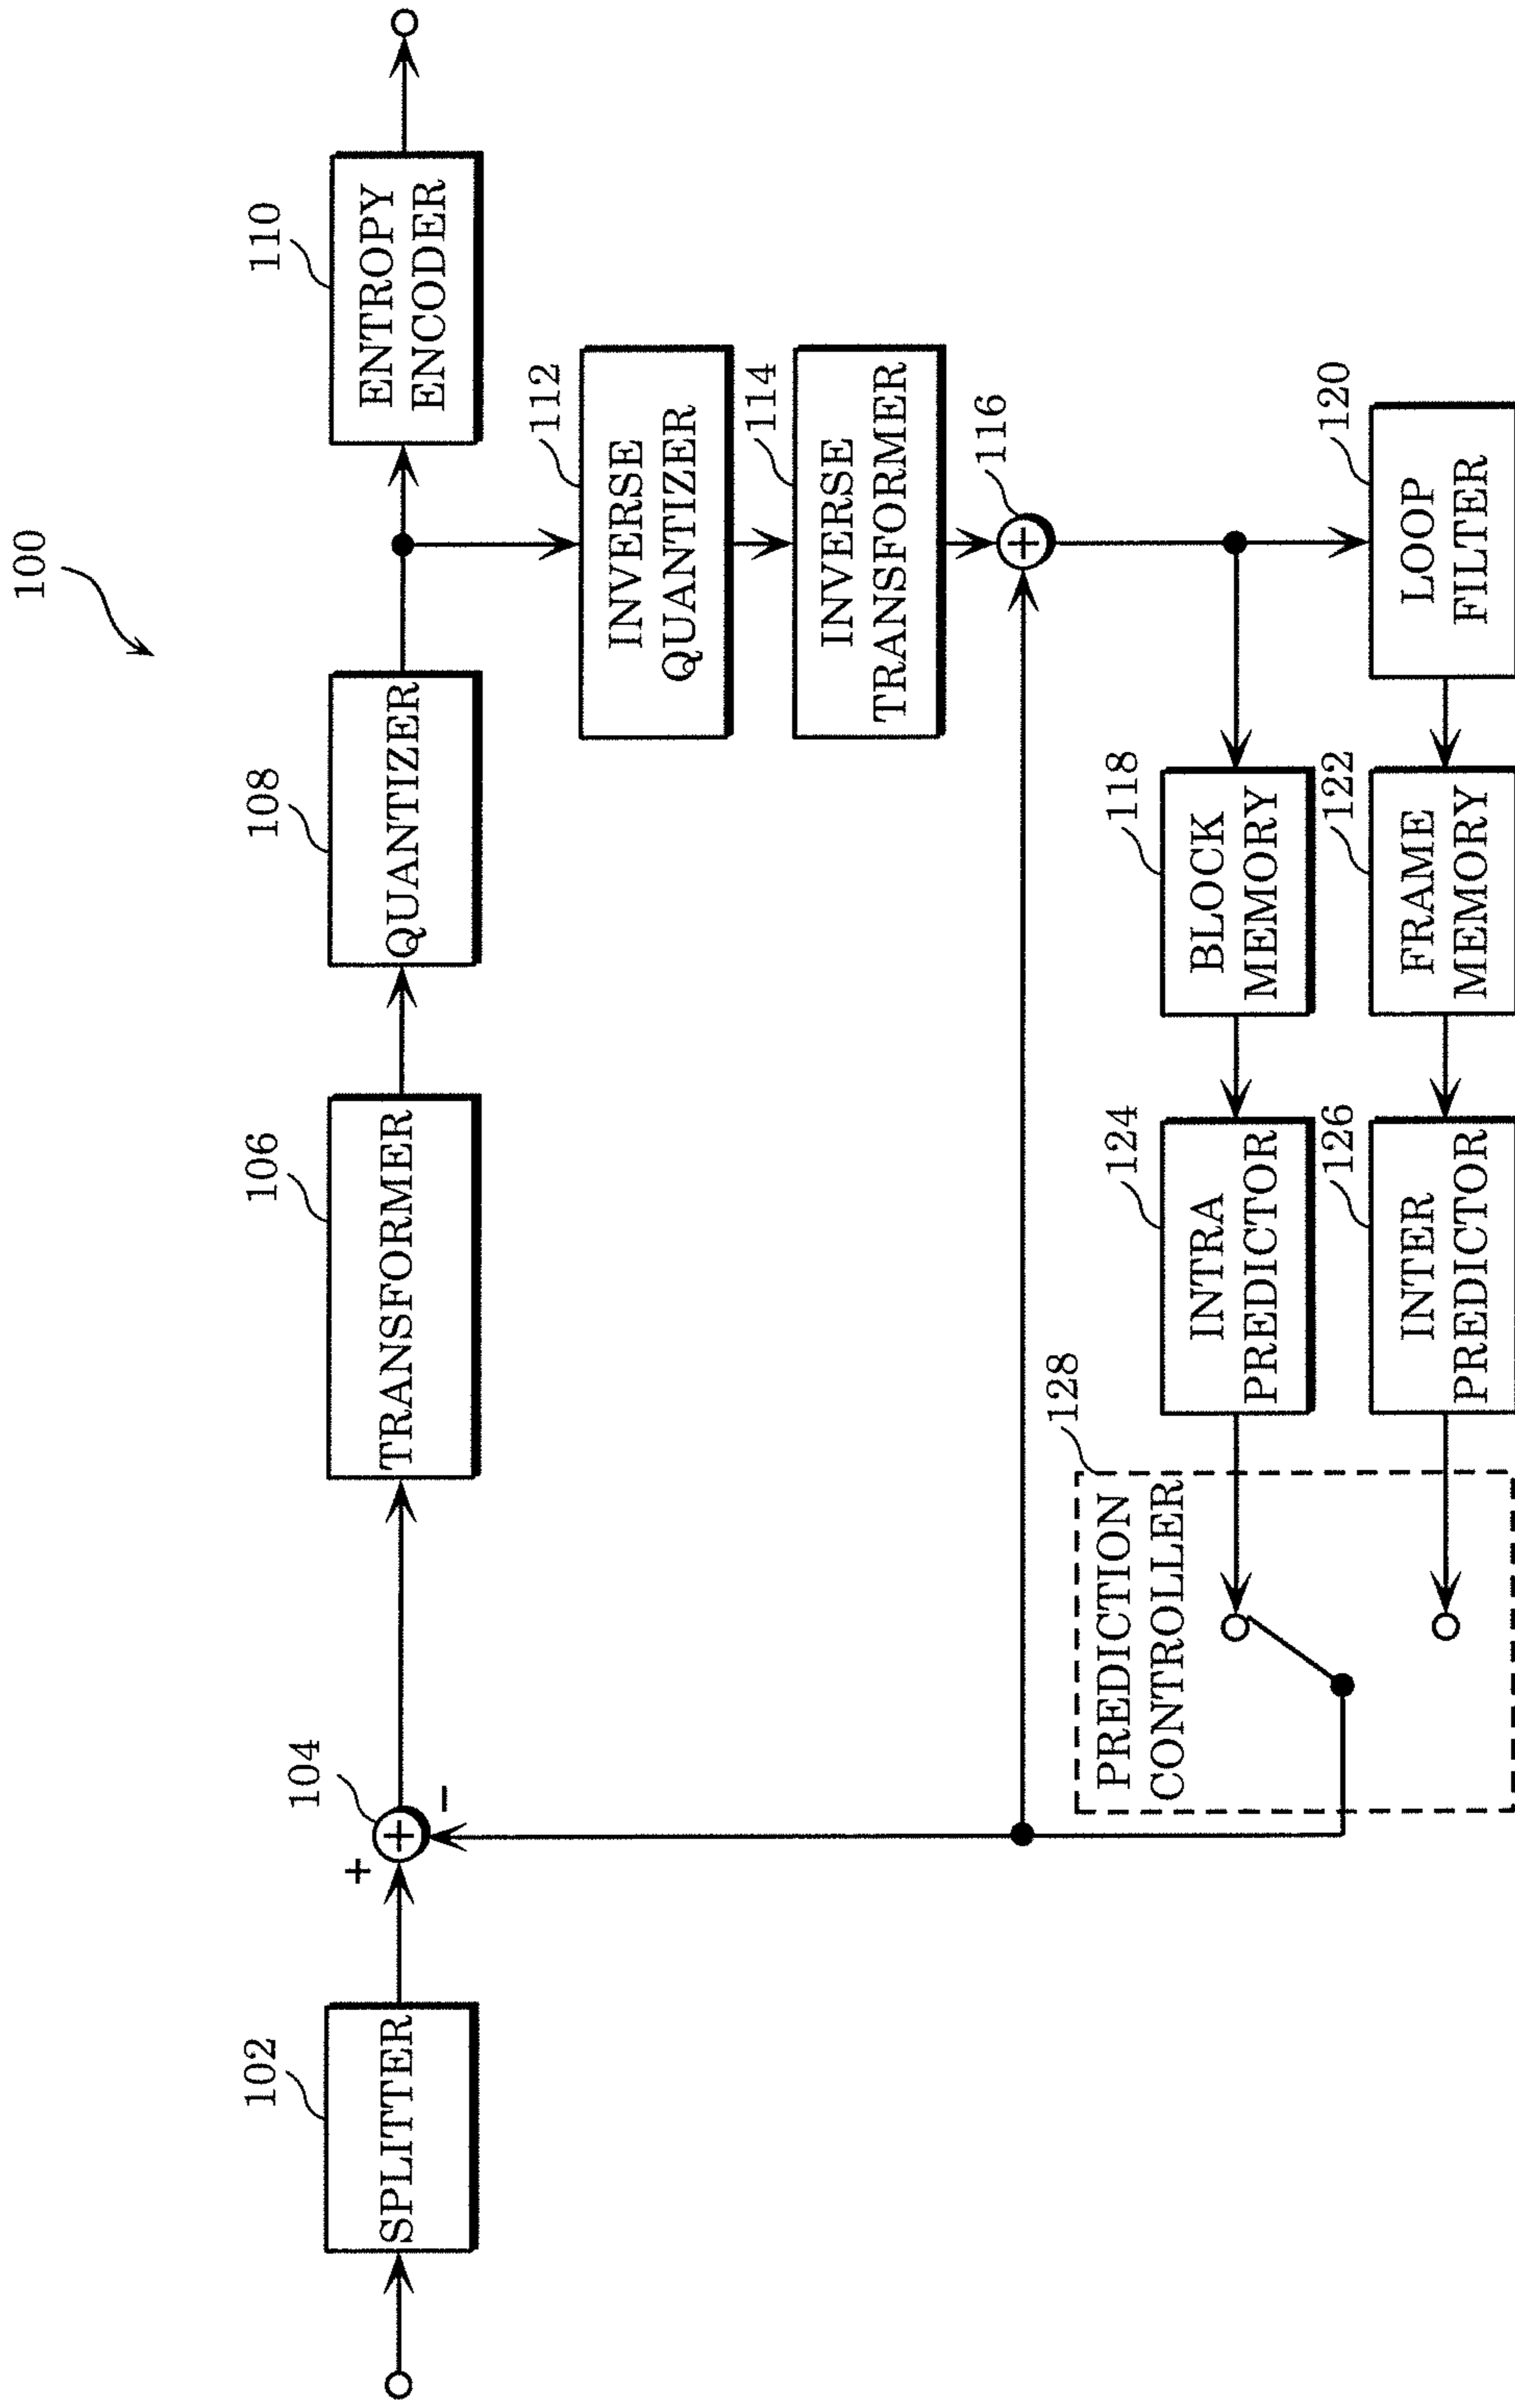 100
102
SPLITTER
104
+
+
−
106
TRANSFORMER
108
QUANTIZER
110
ENTROPY
ENCODER
112
INVERSE
QUANTIZER
114
INVERSE
TRANSFORMER
116
+
128
PREDICTION
CONTROLLER
124
INTRA
PREDICTOR
118
BLOCK
MEMORY
120
LOOP
FILTER
126
INTER
PREDICTOR
122
FRAME
MEMORY